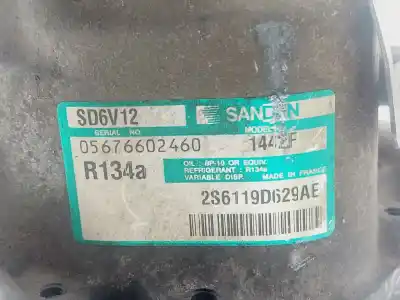 SD6V12 SANDEN
SERIAL NO. MODEL
05676602460 1442F
R134a OIL : SP-10 OR EQUIV.
REFRIGERANT : R134a
VARIABLE DISP. MADE IN FRANCE
2S6119D629AE